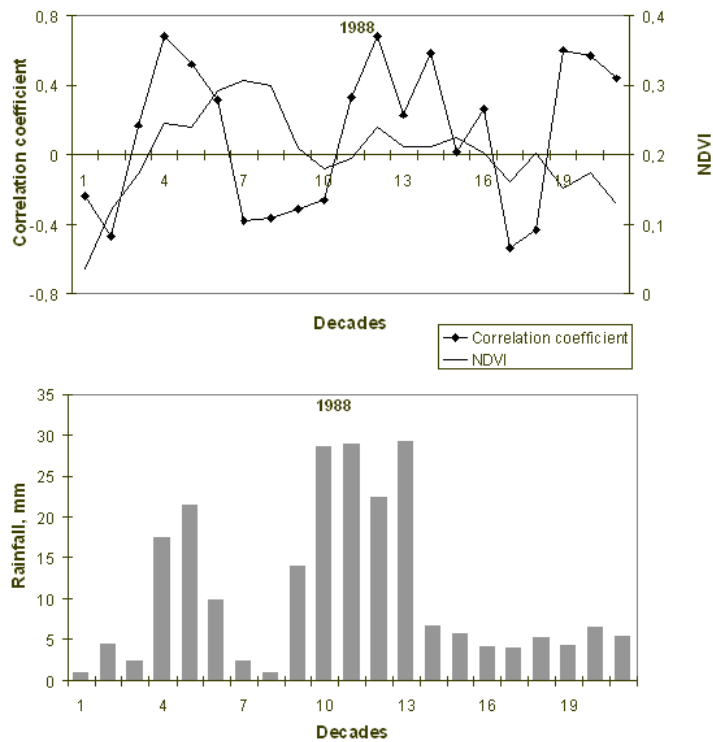 1988
Correlation coefficient
0.8
0.4
0
-0.4
-0.8
NDVI
0.4
0.3
0.2
0.1
0
1 4 7 10 13 16 19
Decades
Correlation coefficient
NDVI
1988
Rainfall, mm
35
30
25
20
15
10
5
0
1 4 7 10 13 16 19
Decades